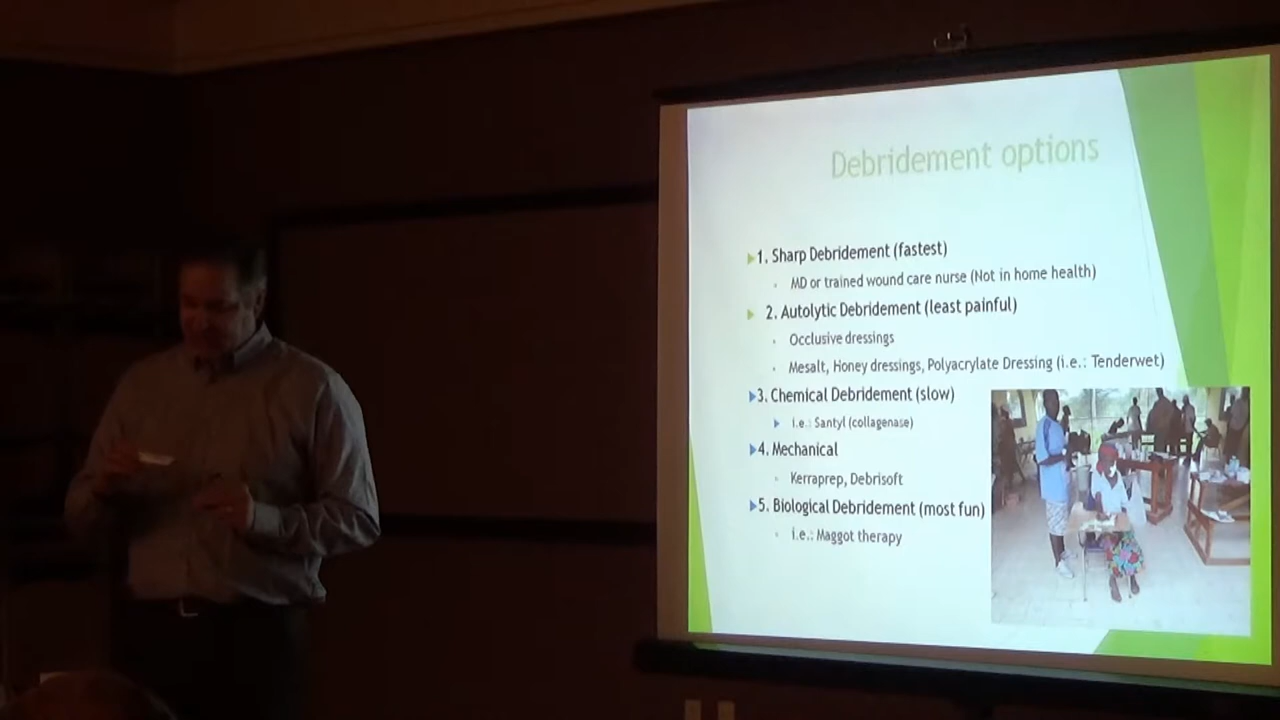 Debridement options
1. Sharp Debridement (fastest)
MD or trained wound care nurse (Not in home health)
2. Autolytic Debridement (least painful)
Occlusive dressings
Mesalt, Honey dressings, Polyacrylate Dressing (i.e.: Tenderwet)
3. Chemical Debridement (slow)
i.e.: Santyl (collagenase)
4. Mechanical
Kerraprep, Debrisoft
5. Biological Debridement (most fun)
i.e.: Maggot therapy